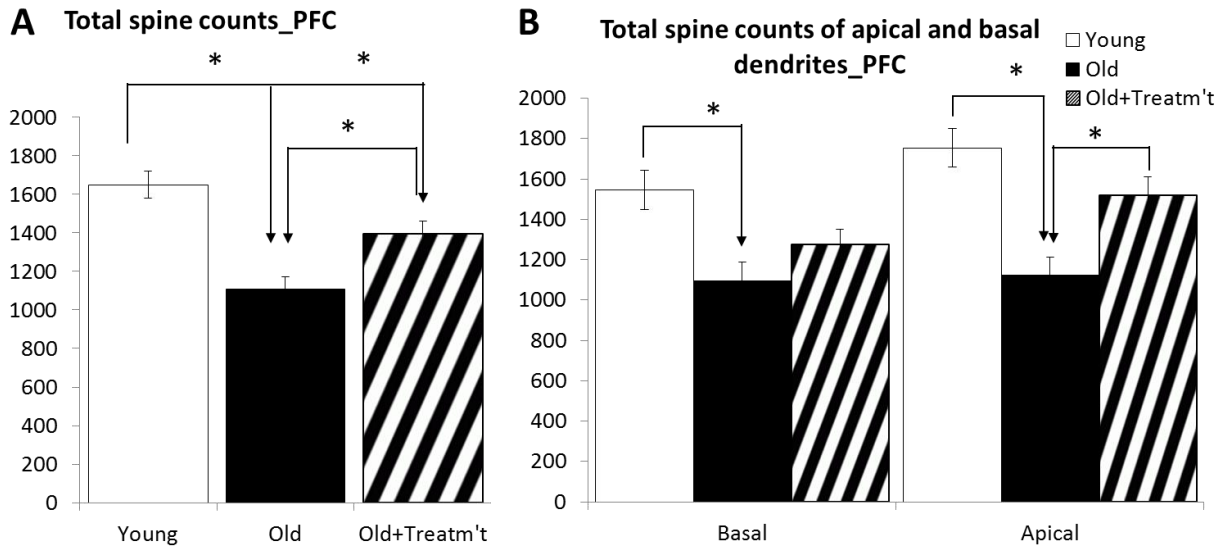 A Total spine counts_PFC
* *
*
2000
1800
1600
1400
1200
1000
800
600
400
200
0
Young Old Old+Treatm't
B Total spine counts of apical and basal
dendrites_PFC
Young
Old
Old+Treatm't
* * *
2000
1800
1600
1400
1200
1000
800
600
400
200
0
Basal Apical